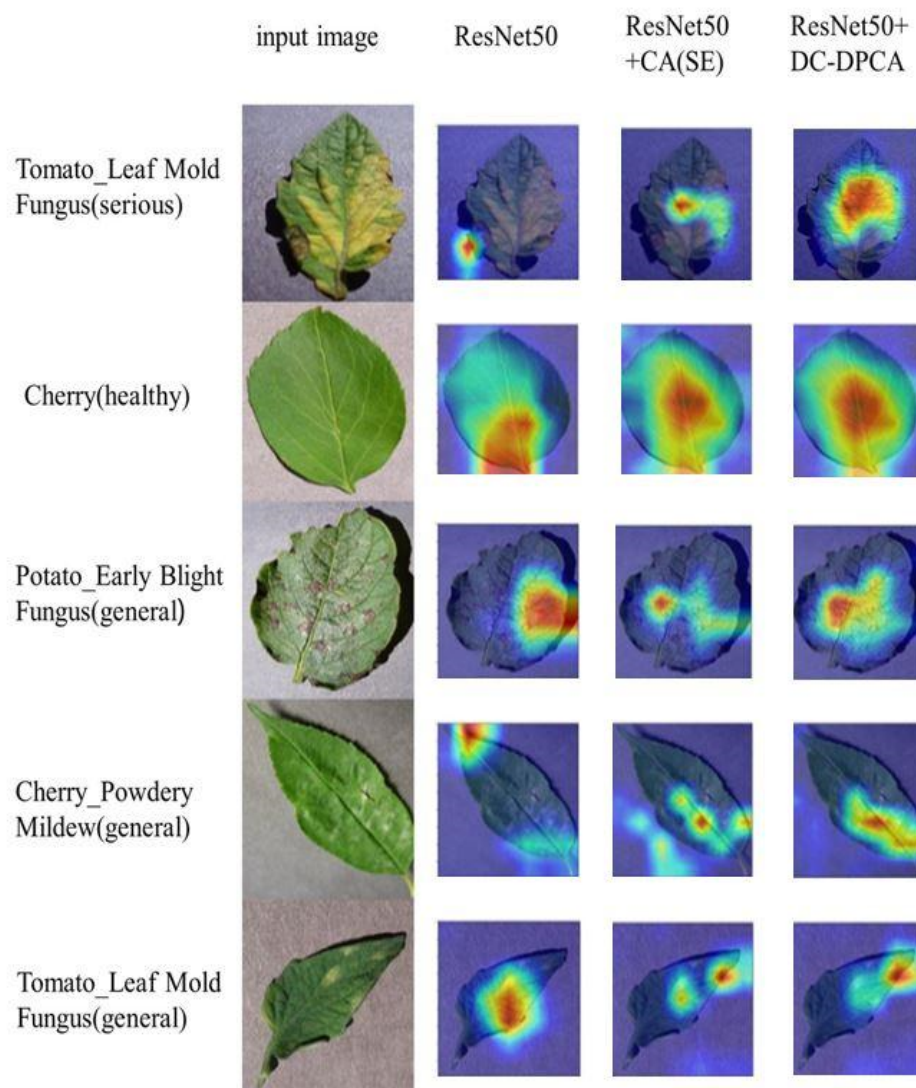 input image
ResNet50
ResNet50
+CA(SE)
ResNet50+
DC-DPCA
Tomato_Leaf Mold
Fungus(serious)
Cherry(healthy)
Potato_Early Blight
Fungus(general)
Cherry_Powdery
Mildew(general)
Tomato_Leaf Mold
Fungus(general)